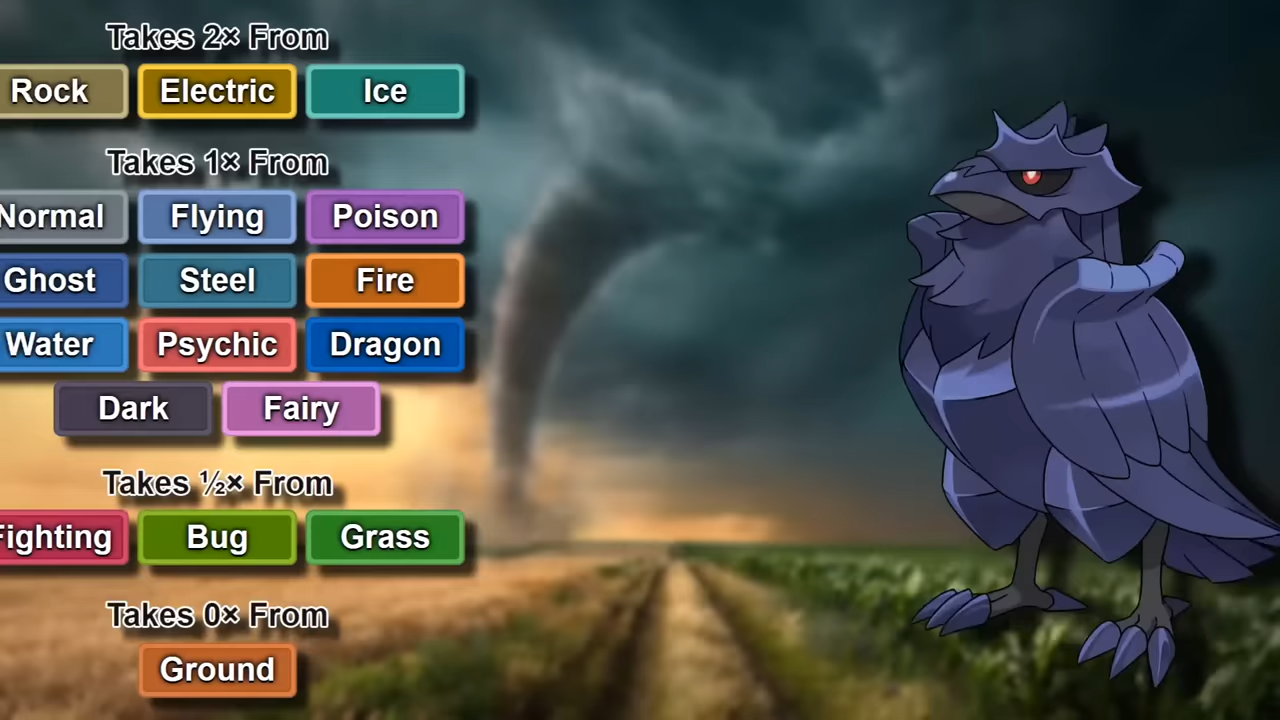 Takes 2× From
Rock Electric Ice
Takes 1× From
Normal Flying Poison
Ghost Steel Fire
Water Psychic Dragon
Dark Fairy
Takes ½× From
Fighting Bug Grass
Takes 0× From
Ground